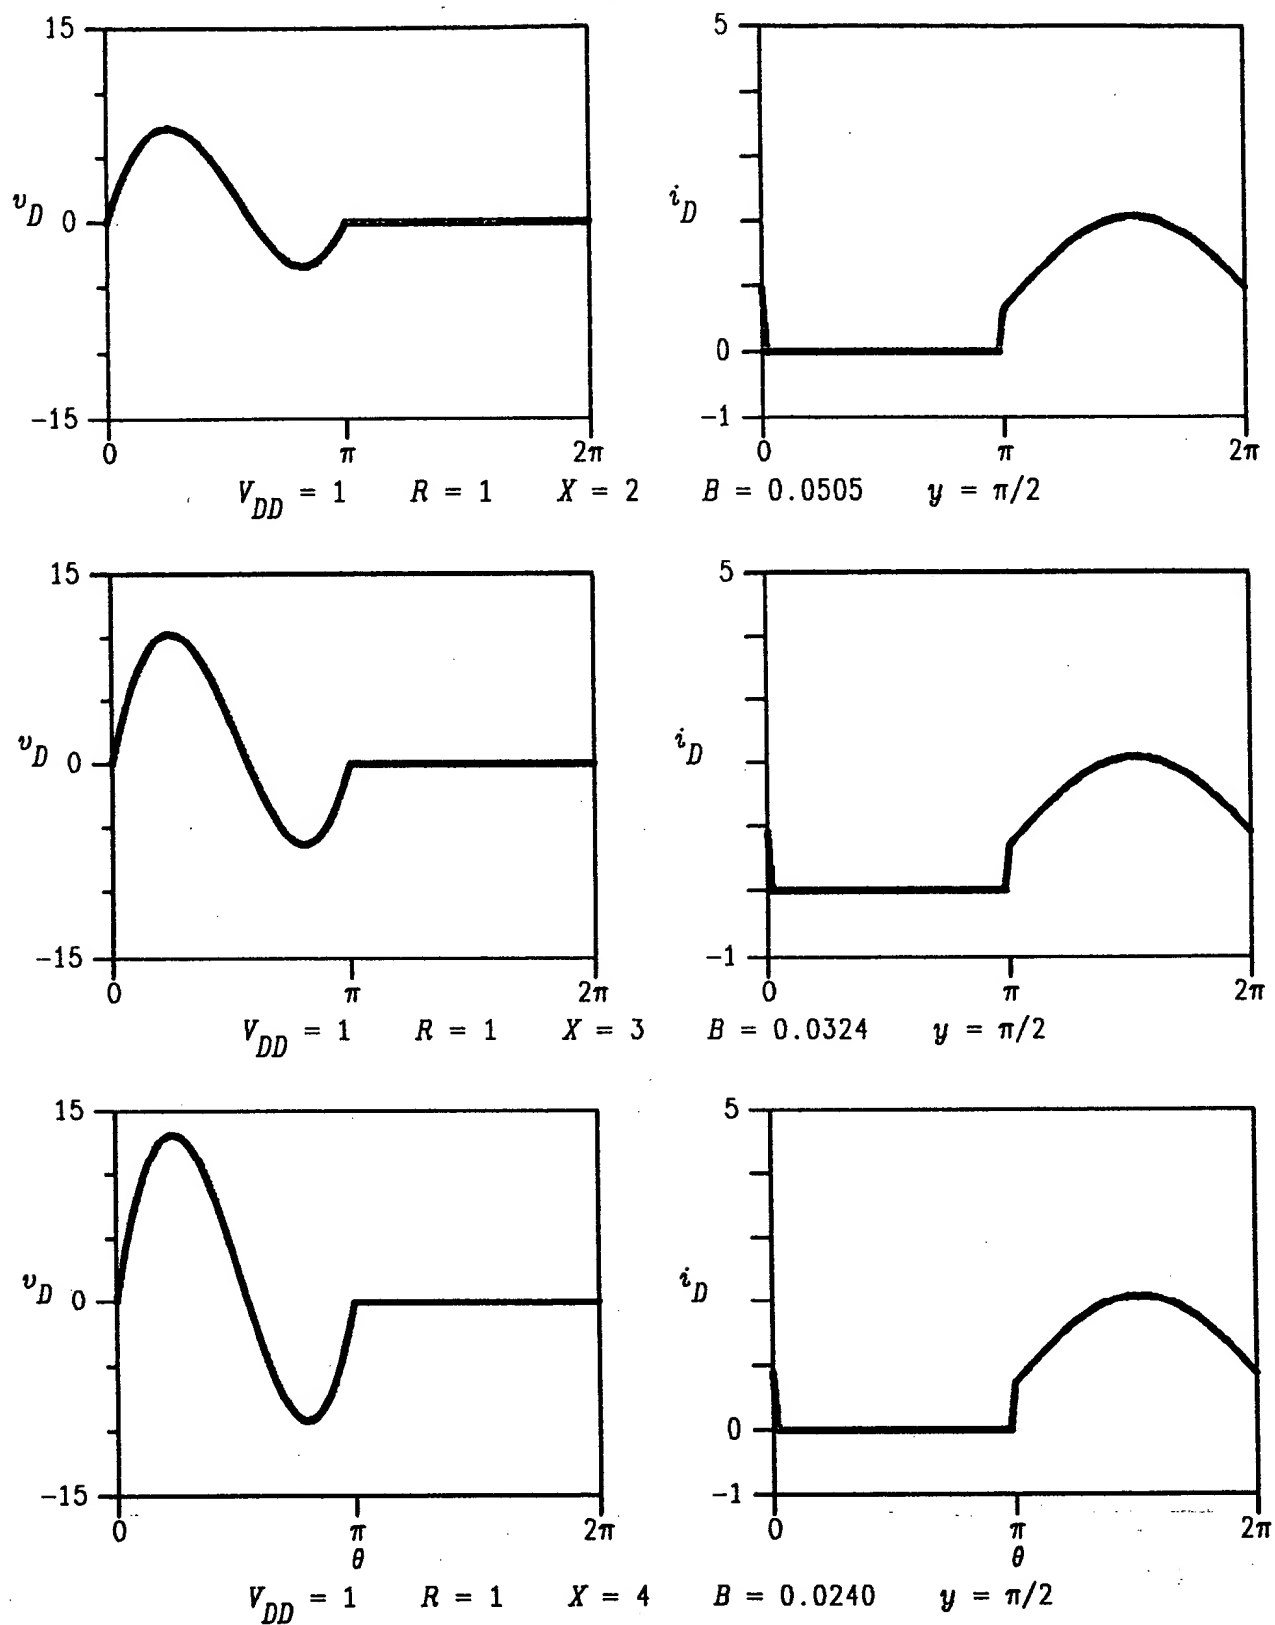 15 5
v_D 0 i_D
0
-15 -1
0 π 2π 0 π 2π
V_DD = 1 R = 1 X = 2 B = 0.0505 y = π/2
15 5
v_D 0 i_D
-15 -1
0 π 2π 0 π 2π
V_DD = 1 R = 1 X = 3 B = 0.0324 y = π/2
15 5
v_D 0 i_D
0
-15 -1
0 π 2π 0 π 2π
θ θ
V_DD = 1 R = 1 X = 4 B = 0.0240 y = π/2